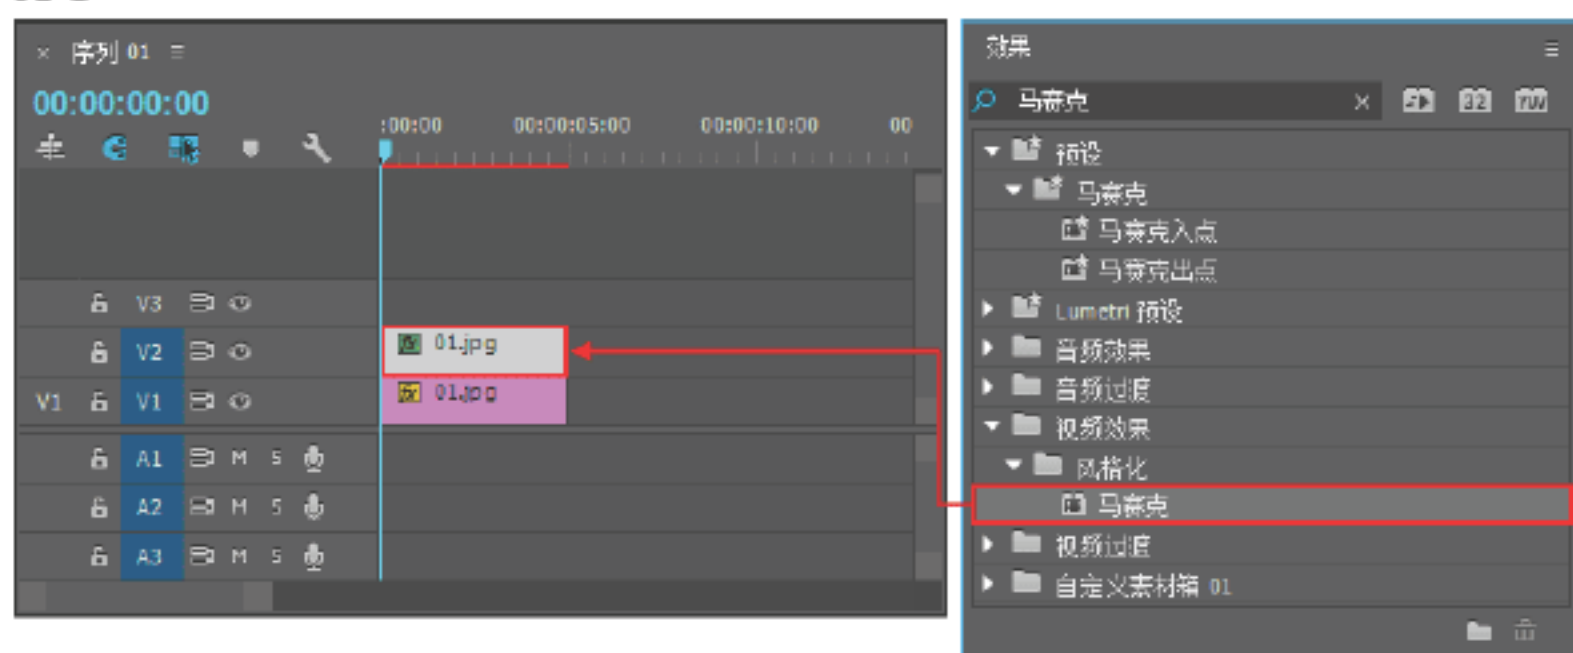 序列 01
00:00:00:00
:00:00 00:00:05:00 00:00:10:00 00
V3
V2 fx 01.jpg
V1 V1 fx 01.jpg
A1 M S
A2 M S
A3 M S
效果
马赛克
32 YUV
预设
马赛克
马赛克入点
马赛克出点
Lumetri 预设
音频效果
音频过渡
视频效果
风格化
马赛克
视频过渡
自定义素材箱 01